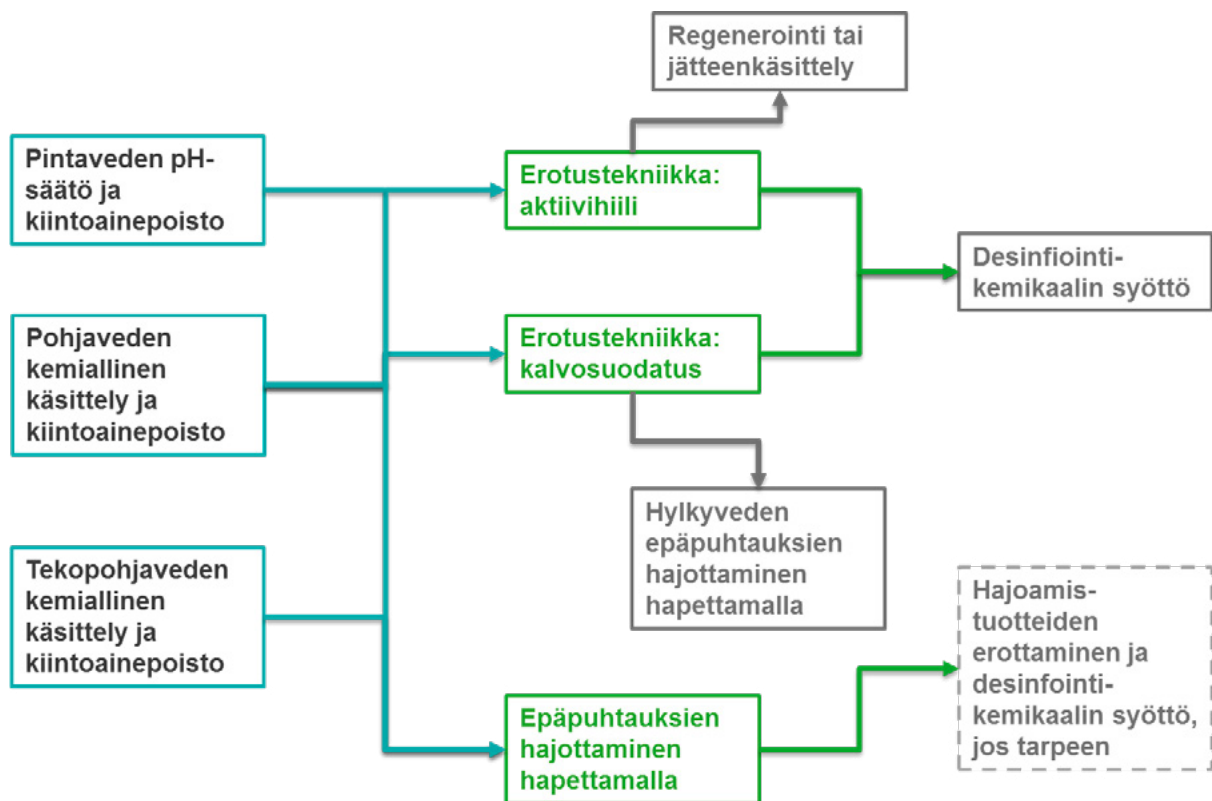 Regenerointi tai
jätteenkäsittely
Pintaveden pH-
säätö ja
kiintoainepoisto
Erotustekniikka:
aktiivihiili
Desinfiointi-
kemikaalin syöttö
Pohjaveden
kemiallinen
käsittely ja
kiintoainepoisto
Erotustekniikka:
kalvosuodatus
Hylkyveden
epäpuhtauksien
hajottaminen
hapettamalla
Tekopohjaveden
kemiallinen
käsittely ja
kiintoainepoisto
Hajoamis-
tuotteiden
erottaminen ja
desinfointi-
kemikaalin syöttö,
jos tarpeen
Epäpuhtauksien
hajottaminen
hapettamalla